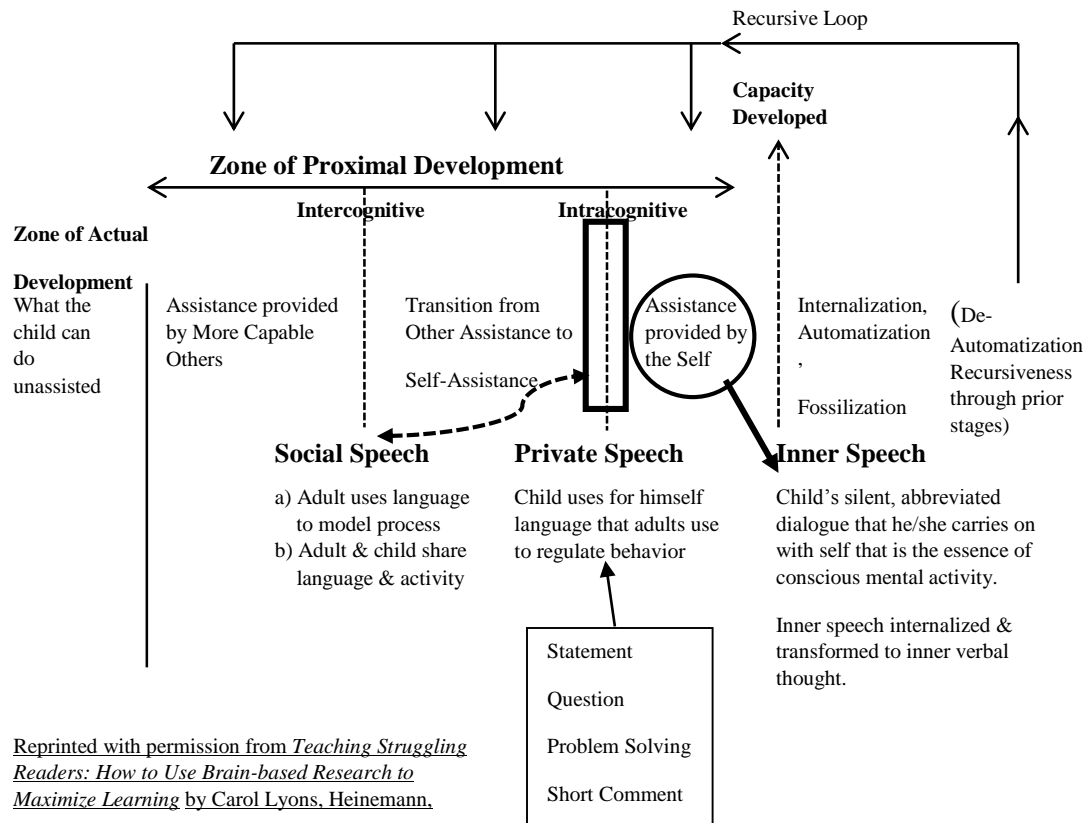 Recursive Loop
Capacity
Developed
Zone of Proximal Development
Intercognitive
Intracognitive
Zone of Actual
Development
What the
child can
do
unassisted
Assistance provided
by More Capable
Others
Transition from
Other Assistance to
Self-Assistance
Assistance
provided by
the Self
Internalization,
Automatization
,
Fossilization
(De-
Automatization
Recursiveness
through prior
stages)
Social Speech
a) Adult uses language
to model process
b) Adult & child share
language & activity
Private Speech
Child uses for himself
language that adults use
to regulate behavior
Inner Speech
Child’s silent, abbreviated
dialogue that he/she carries on
with self that is the essence of
conscious mental activity.
Inner speech internalized &
transformed to inner verbal
thought.
Statement
Question
Problem Solving
Short Comment
Reprinted with permission from Teaching Struggling
Readers: How to Use Brain-based Research to
Maximize Learning by Carol Lyons, Heinemann,